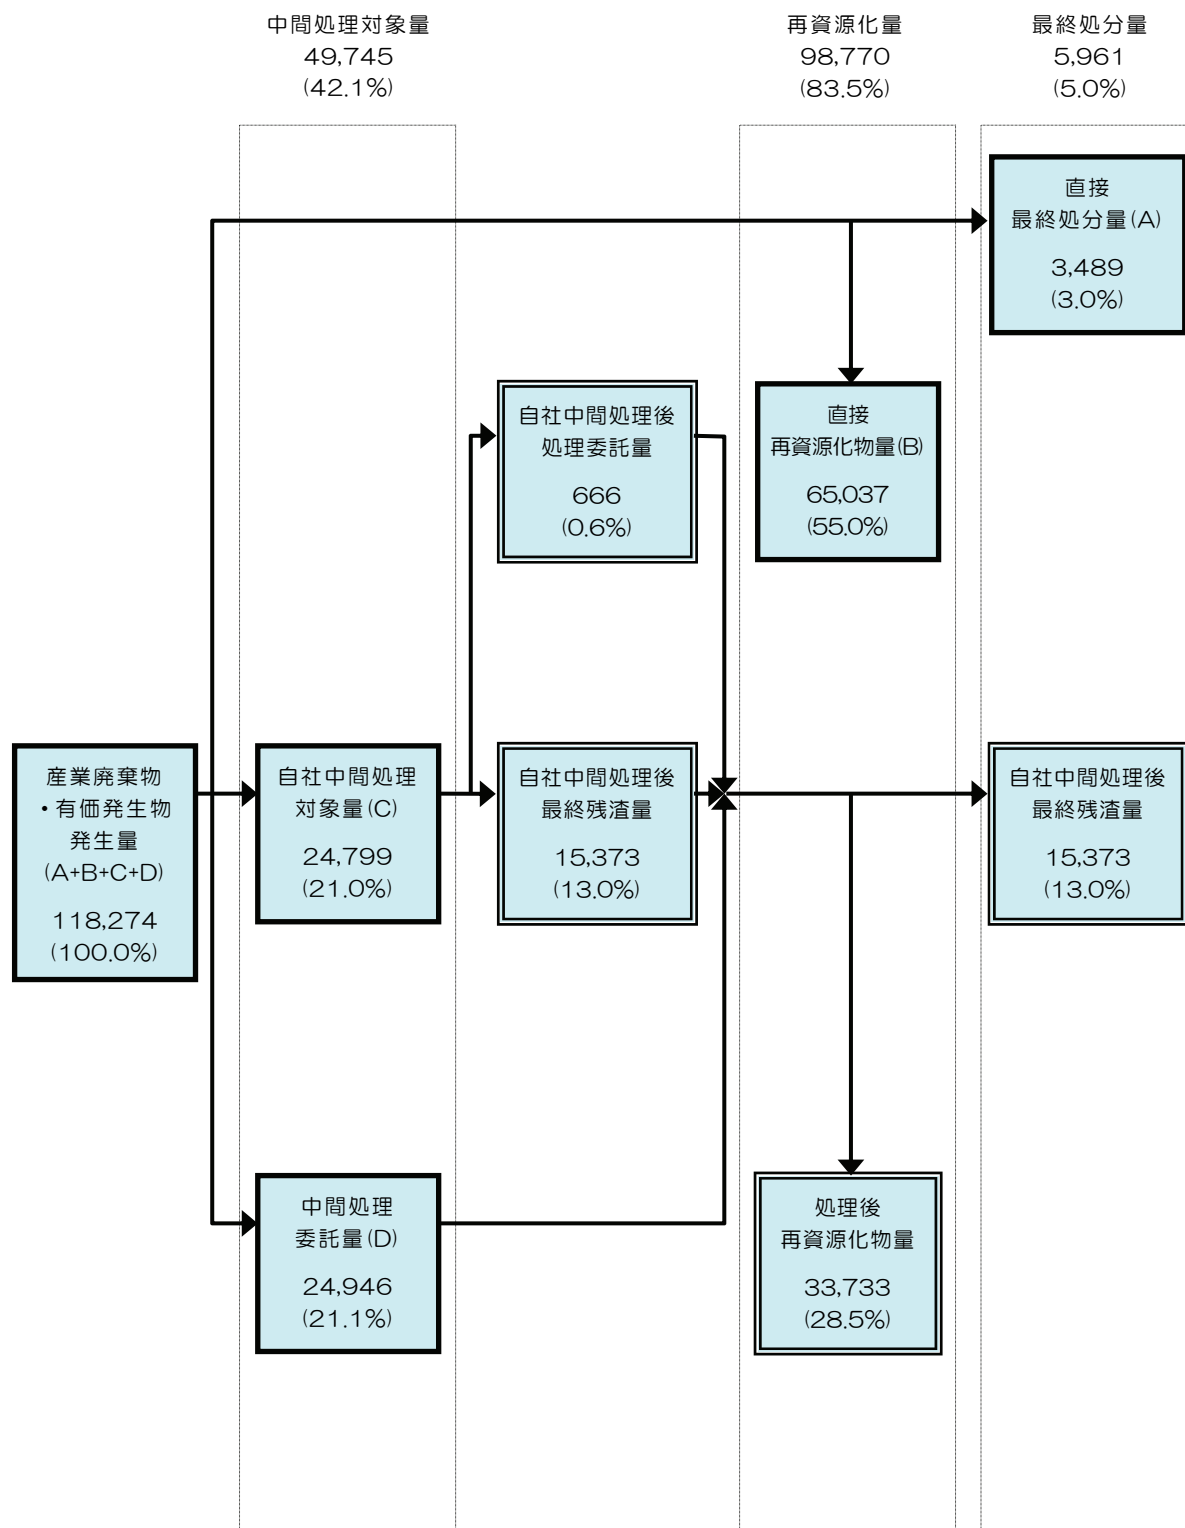 中間処理対象量
49,745
(42.1%)
再資源化量
98,770
(83.5%)
最終処分量
5,961
(5.0%)
直接
最終処分量(A)
3,489
(3.0%)
自社中間処理後
処理委託量
666
(0.6%)
直接
再資源化物量(B)
65,037
(55.0%)
産業廃棄物
・有価発生物
発生量
(A+B+C+D)
118,274
(100.0%)
自社中間処理
対象量(C)
24,799
(21.0%)
自社中間処理後
最終残渣量
15,373
(13.0%)
自社中間処理後
最終残渣量
15,373
(13.0%)
中間処理
委託量(D)
24,946
(21.1%)
処理後
再資源化物量
33,733
(28.5%)